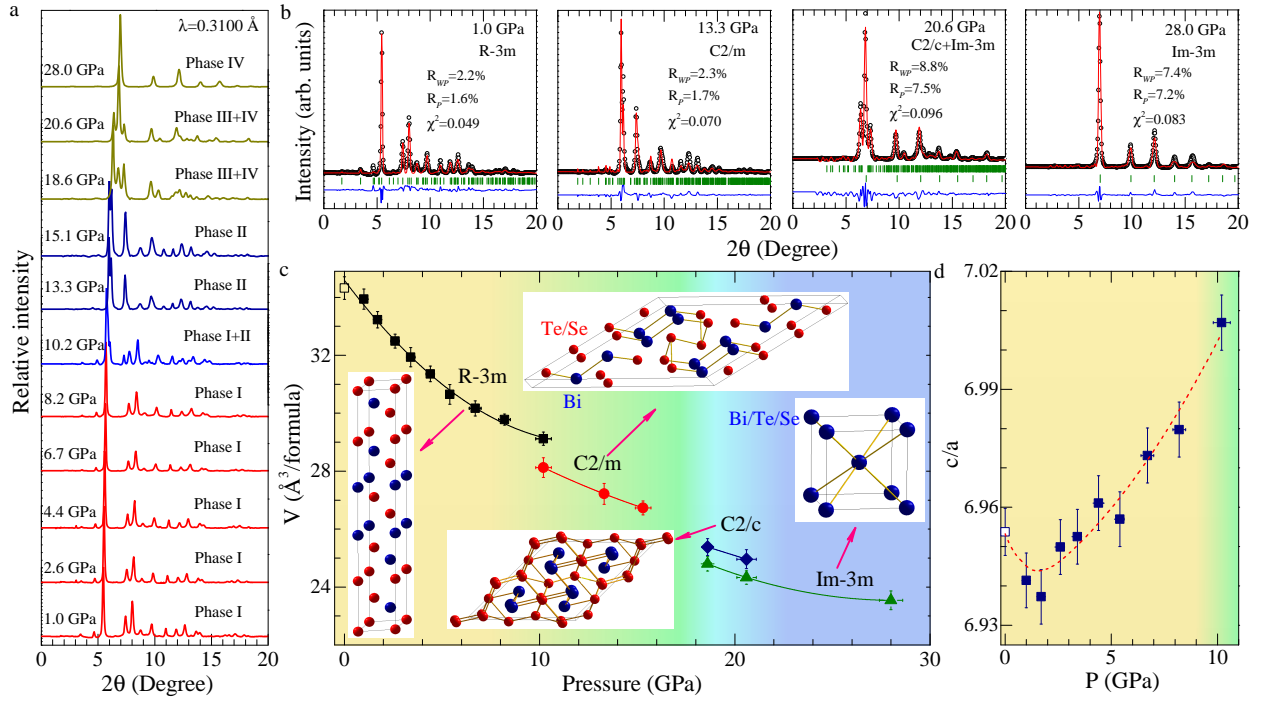 a
λ=0.3100 Å
28.0 GPa
Phase IV
20.6 GPa
Phase III+IV
18.6 GPa
Phase III+IV
15.1 GPa
Phase II
13.3 GPa
Phase II
10.2 GPa
Phase I+II
8.2 GPa
Phase I
6.7 GPa
Phase I
4.4 GPa
Phase I
2.6 GPa
Phase I
1.0 GPa
Phase I
Relative intensity
0 5 10 15 20
2θ (Degree)
b
Intensity (arb. units)
1.0 GPa
R-3m
R_WP=2.2%
R_P=1.6%
χ²=0.049
0 5 10 15 20
13.3 GPa
C2/m
R_WP=2.3%
R_P=1.7%
χ²=0.070
5 10 15 20
20.6 GPa
C2/c+Im-3m
R_WP=8.8%
R_P=7.5%
χ²=0.096
5 10 15 20
28.0 GPa
Im-3m
R_WP=7.4%
R_P=7.2%
χ²=0.083
5 10 15 20
2θ (Degree)
2θ (Degree)
c
V (Å³/formula)
32
28
24
R-3m
Te/Se
Bi
C2/m
Bi/Te/Se
C2/c
Im-3m
0 10 20 30
Pressure (GPa)
d
c/a
7.02
6.99
6.96
6.93
0 5 10
P (GPa)